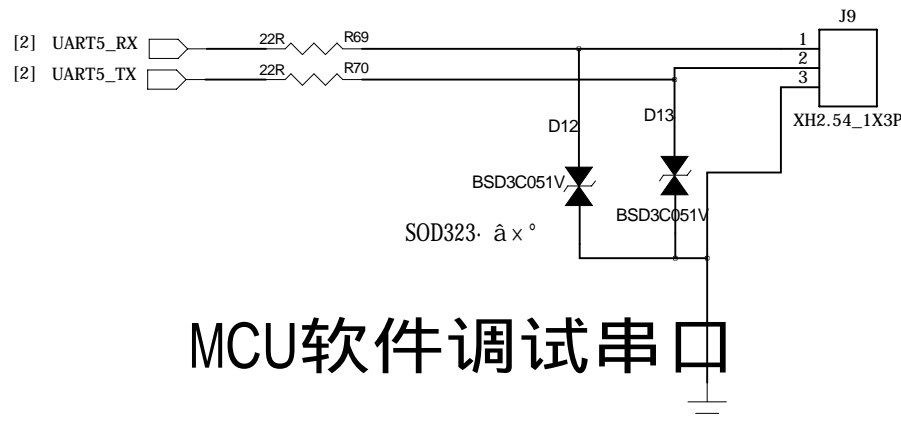 J9
[2] UART5_RX 22R R69 1
2
[2] UART5_TX 22R R70 3
XH2.54_1X3P
D12 D13
BSD3C051V
BSD3C051V
SOD323· â × °
MCU软件调试串口